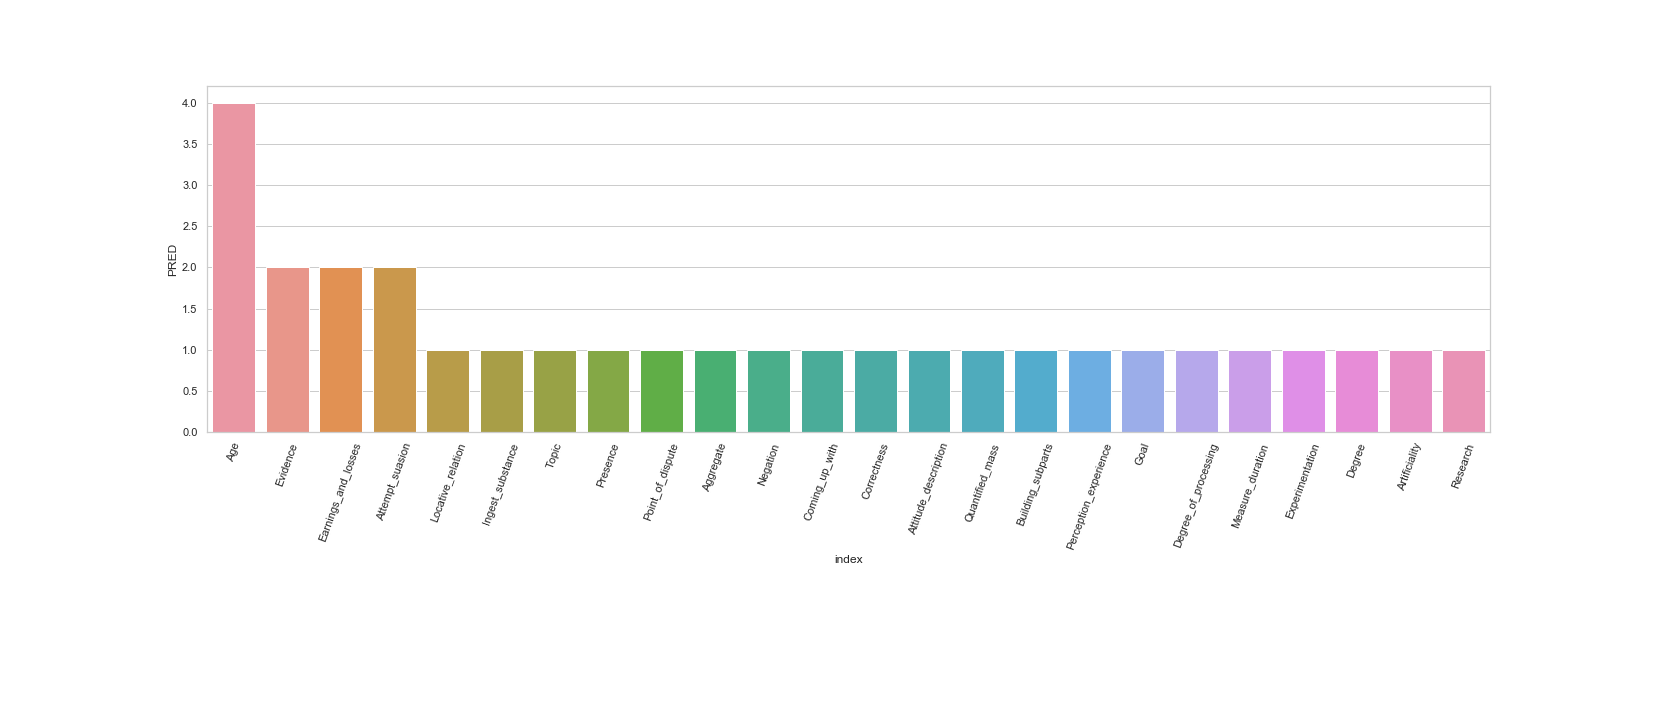 4.0
3.5
3.0
2.5
2.0
1.5
1.0
0.5
0.0
PRED
Age
Evidence
Earnings_and_losses
Attempt_suasion
Locative_relation
Ingest_substance
Topic
Presence
Point_of_dispute
Aggregate
Negation
Coming_up_with
Correctness
Attitude_description
Quantified_mass
Building_subparts
Perception_experience
Goal
Degree_of_processing
Measure_duration
Experimentation
Degree
Artificiality
Research
index